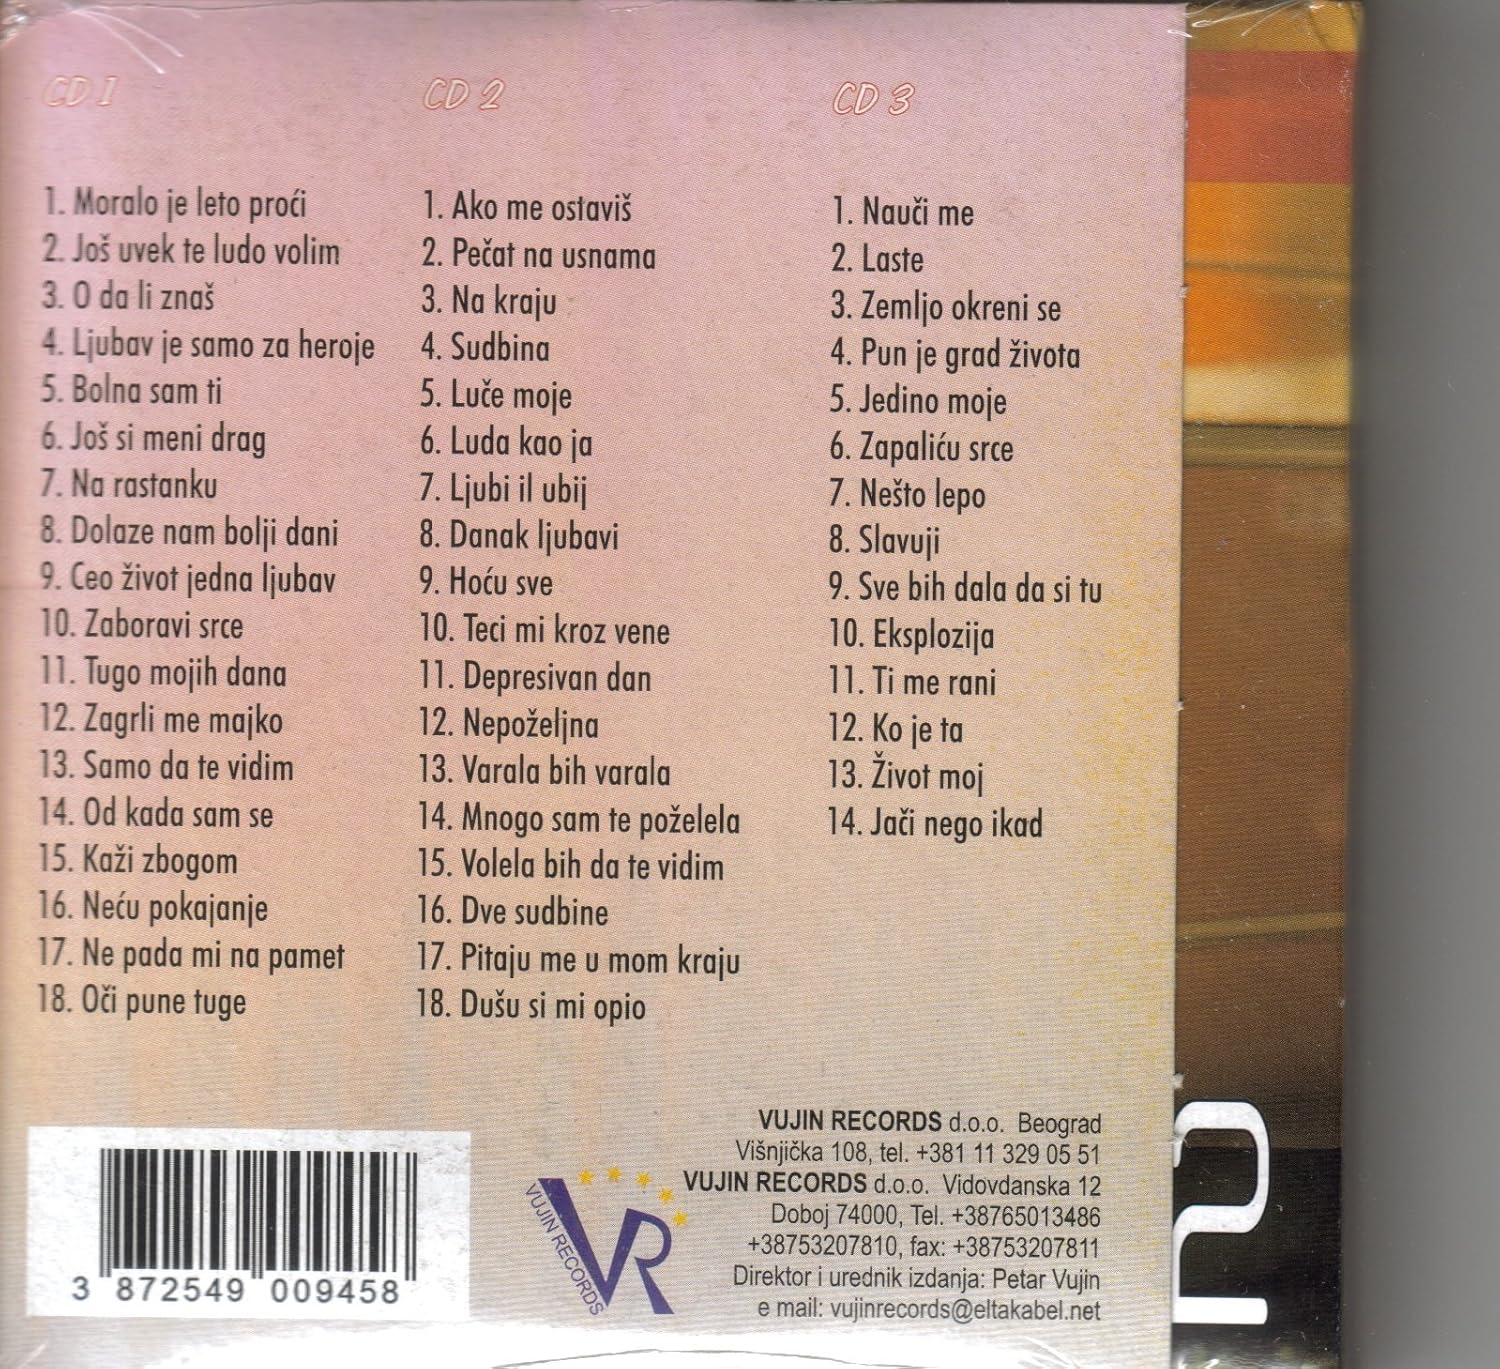 CD 1
1. Moralo je leto proći
2. Još uvek te ludo volim
3. O da li znaš
4. Ljubav je samo za heroje
5. Bolna sam ti
6. Još si meni drag
7. Na rastanku
8. Dolaze nam bolji dani
9. Ceo život jedna ljubav
10. Zaboravi srce
11. Tugo mojih dana
12. Zagrli me majko
13. Samo da te vidim
14. Od kada sam se
15. Kaži zbogom
16. Neću pokajanje
17. Ne pada mi na pamet
18. Oči pune tuge
CD 2
1. Ako me ostaviš
2. Pečat na usnama
3. Na kraju
4. Sudbina
5. Luče moje
6. Luda kao ja
7. Ljubi il ubij
8. Danak ljubavi
9. Hoću sve
10. Teci mi kroz vene
11. Depresivan dan
12. Nepoželjna
13. Varala bih varala
14. Mnogo sam te poželela
15. Volela bih da te vidim
16. Dve sudbine
17. Pitaju me u mom kraju
18. Dušu si mi opio
CD 3
1. Nauči me
2. Laste
3. Zemljo okreni se
4. Pun je grad života
5. Jedino moje
6. Zapaliću srce
7. Nešto lepo
8. Slavuji
9. Sve bih dala da si tu
10. Eksplozija
11. Ti me rani
12. Ko je ta
13. Život moj
14. Jači nego ikad
3 872549 009458
VUJIN RECORDS
VR
VUJIN RECORDS d.o.o. Beograd
Višnjička 108, tel. +381 11 329 05 51
VUJIN RECORDS d.o.o. Vidovdanska 12
Doboj 74000, Tel. +38765013486
+38753207810, fax: +38753207811
Direktor i urednik izdanja: Petar Vujin
e mail: vujinrecords@eltakabel.net